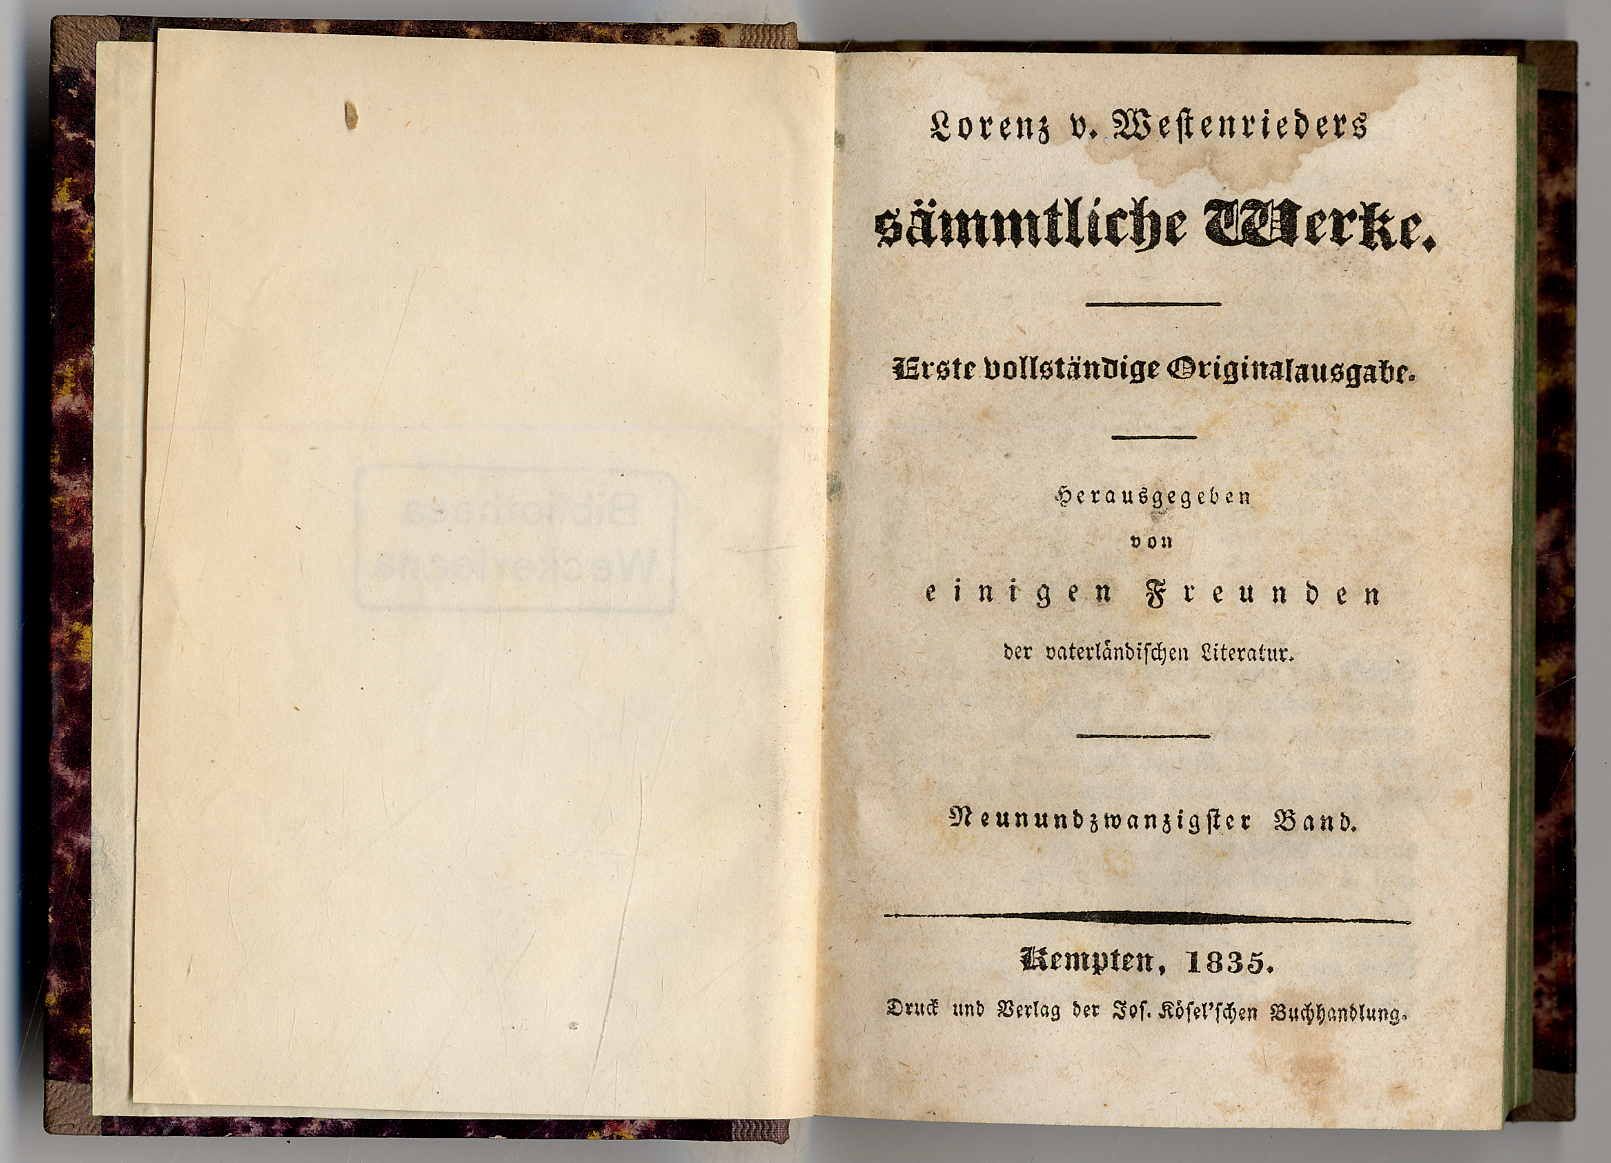 Lorenz v. Westenrieders
sämmtliche Werke.
Erste vollständige Originalausgabe.
Herausgegeben
von
einigen Freunden
der vaterländischen Literatur.
Neunundzwanzigster Band.
Kempten, 1835.
Druck und Verlag der Jos. Kösel'schen Buchhandlung.